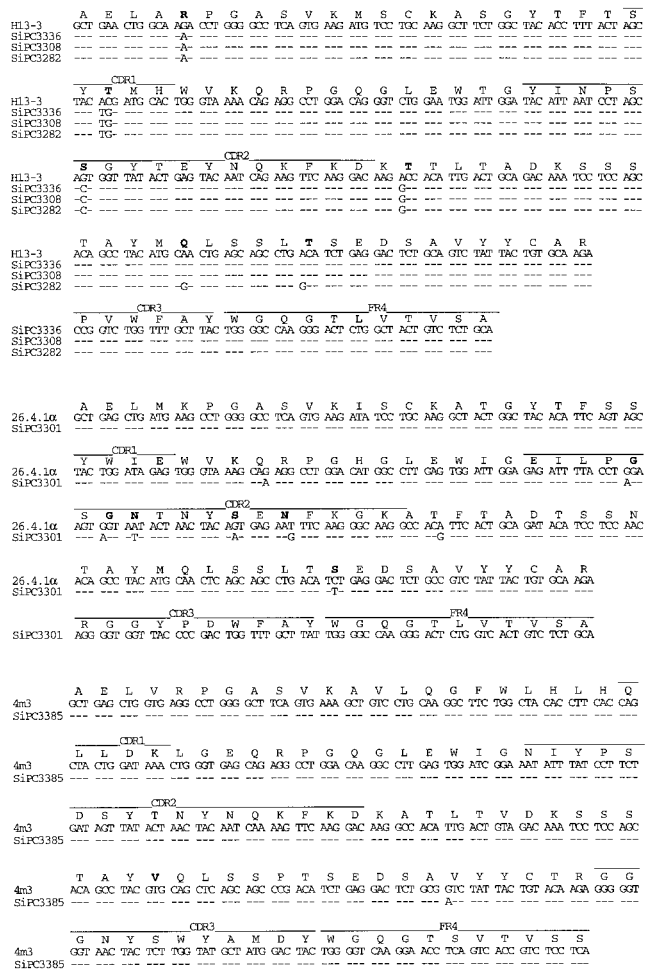 A E L A R P G A S V K M S C K A S G Y T F T S
H13-3 GCT GAA CTG GCA AGA CCT GGG GCC TCA GTG AAG ATG TCC TGC AAG GCT TCT GGC TAC ACC TTT ACT AGC
SiPC3336 --- --- --- --- -A- --- --- --- --- --- --- --- --- --- --- --- --- --- --- --- --- --- ---
SiPC3308 --- --- --- --- -A- --- --- --- --- --- --- --- --- --- --- --- --- --- --- --- --- --- ---
SiPC3282 --- --- --- --- -A- --- --- --- --- --- --- --- --- --- --- --- --- --- --- --- --- --- ---
CDR1
Y T M H W V K Q R P G Q G L E W I G Y I N P S
H13-3 TAC ACG ATG CAC TGG GTA AAA CAG AGG CCT GGA CAG GGT CTG GAA TGG ATT GGA TAC ATT AAT CCT AGC
SiPC3336 --- TG- --- --- --- --- --- --- --- --- --- --- --- --- --- --- --- --- --- --- --- --- ---
SiPC3308 --- TG- --- --- --- --- --- --- --- --- --- --- --- --- --- --- --- --- --- --- --- --- ---
SiPC3282 --- TG- --- --- --- --- --- --- --- --- --- --- --- --- --- --- --- --- --- --- --- --- ---
CDR2
S G Y T E Y N Q K F K D K T T L T A D K S S S
H13-3 AGT GGT TAT ACT GAG TAC AAT CAG AAG TTC AAG GAC AAG ACC ACA TTG ACT GCA GAC AAA TCC TCC AGC
SiPC3336 -C- --- --- --- --- --- --- --- --- --- --- --- --- G-- --- --- --- --- --- --- --- --- ---
SiPC3308 -C- --- --- --- --- --- --- --- --- --- --- --- --- G-- --- --- --- --- --- --- --- --- ---
SiPC3282 -C- --- --- --- --- --- --- --- --- --- --- --- --- G-- --- --- --- --- --- --- --- --- ---
T A Y M Q L S S L T S E D S A V Y Y C A R
H13-3 ACA GCC TAC ATG CAA CTG AGC AGC CTG ACA TCT GAG GAC TCT GCA GTC TAT TAC TGT GCA AGA
SiPC3336 --- --- --- --- --- --- --- --- --- --- --- --- --- --- --- --- --- --- --- --- ---
SiPC3308 --- --- --- --- --- --- --- --- --- --- --- --- --- --- --- --- --- --- --- --- ---
SiPC3282 --- --- --- --- -G- --- --- --- --- G-- --- --- --- --- --- --- --- --- --- --- ---
CDR3 FR4
P V W F A Y W G Q G T L V T V S A
SiPC3336 CCG GTC TGG TTT GCT TAC TGG GGC CAA GGG ACT CTG GCT ACT GTC TCT GCA
SiPC3308 --- --- --- --- --- --- --- --- --- --- --- --- --- --- --- --- ---
SiPC3282 --- --- --- --- --- --- --- --- --- --- --- --- --- --- --- --- ---
A E L M K P G A S V K I S C K A T G Y T F S S
26.4.1α GCT GAG CTG ATG AAG CCT GGG GCC TCA GTG AAG ATA TCC TGC AAG GCT ACT GGC TAC ACA TTC AGT AGC
SiPC3301 --- --- --- --- --- --- --- --- --- --- --- --- --- --- --- --- --- --- --- --- --- --- ---
CDR1
Y W I E W V K Q R P G H G L E W I G E I L P G
26.4.1α TAC TGG ATA GAG TGG GTA AAG CAG AGG CCT GGA CAT GGC CTT GAG TGG ATT GGA GAG ATT TTA CCT GGA
SiPC3301 --- --- --- --- --- --- --- --A --- --- --- --- --- --- --- --- --- --- --- --- --- --- A--
CDR2
S G N T N Y S E N F K G K A T F T A D T S S N
26.4.1α AGT GGT AAT ACT AAC TAC AGT GAG AAT TTC AAG GGC AAG GCC ACA TTC ACT GCA GAT ACA TCC TCC AAC
SiPC3301 --- -A- -T- --- --- --- -A- --- --G --- --- --- --- --- --G --- --- --- --- --- --- --- ---
T A Y M Q L S S L T S E D S A V Y Y C A R
26.4.1α ACA GCC TAC ATG CAA CTC AGC AGC CTG ACA TCT GAG GAC TCT GCC GTC TAT TAC TGT GCA AGA
SiPC3301 --- --- --- --- --- --- --- --- --- --- -T- --- --- --- --- --- --- --- --- --- ---
CDR3 FR4
R G G Y P D W F A Y W G Q G T L V T V S A
SiPC3301 AGG GGT GGT TAC CCC GAC TGG TTT GCT TAT TGG GGC CAA GGG ACT CTG GTC ACT GTC TCT GCA
A E L V R P G A S V K A V L Q G F W L H L H Q
4m3 GCT GAG CTG GTG AGG CCT GGG GCT TCA GTG AAA GCT GTC CTG CAA GGC TTC TGG CTA CAC CTT CAC CAG
SiPC3385 --- --- --- --- --- --- --- --- --- --- --- --- --- --- --- --- --- --- --- --- --- --- ---
CDR1
L L D K L G E Q R P G Q G L E W I G N I Y P S
4m3 CTA CTG GAT AAA CTG GGT GAG CAG AGG CCT GGA CAA GGC CTT GAG TGG ATC GGA AAT ATT TAT CCT TCT
SiPC3385 --- --- --- --- --- --- --- --- --- --- --- --- --- --- --- --- --- --- --- --- --- --- ---
CDR2
D S Y T N Y N Q K F K D K A T L T V D K S S S
4m3 GAT AGT TAT ACT AAC TAC AAT CAA AAG TTC AAG GAC AAG GCC ACA TTG ACT GTA GAC AAA TCC TCC AGC
SiPC3385 --- --- --- --- --- --- --- --- --- --- --- --- --- --- --- --- --- --- --- --- --- --- ---
T A Y V Q L S S P T S E D S A V Y Y C T R G G
4m3 ACA GCC TAC GTG CAG CTC AGC AGC CCG ACA TCT GAG GAC TCT GCG GTC TAT TAC TGT ACA AGA GGG GGT
SiPC3385 --- --- --- --- --- --- --- --- --- --- --- --- --- --- --- A-- --- --- --- --- --- --- ---
CDR3 FR4
G N Y S W Y A M D Y W G Q G T S V T V S S
4m3 GGT AAC TAC TCT TGG TAT GCT ATG GAC TAC TGG GGT CAA GGA ACC TCA GTC ACC GTC TCC TCA
SiPC3385 --- --- --- --- --- --- --- --- --- --- --- --- --- --- --- --- --- --- --- --- ---